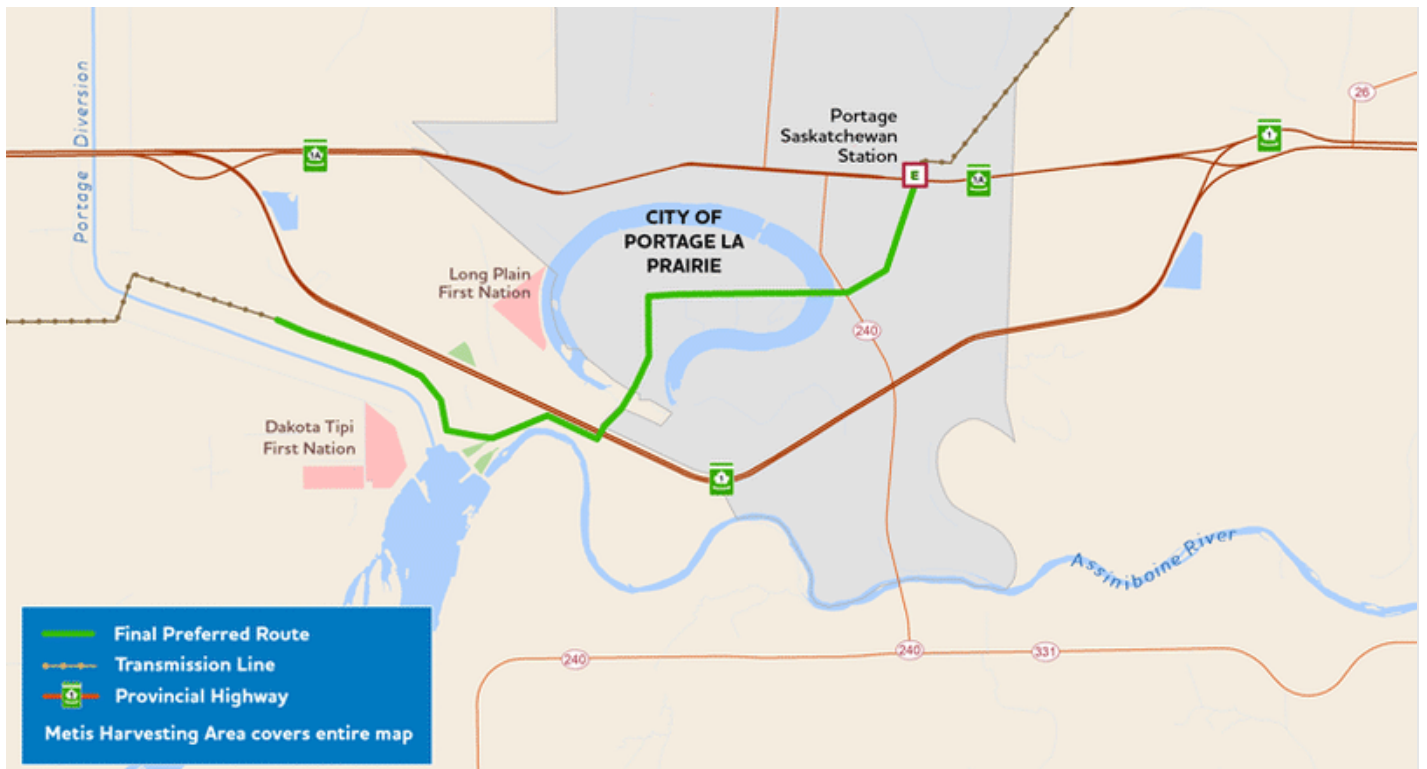 Portage Diversion
1A
Portage
Saskatchewan
Station
E
1A
1
26
CITY OF
PORTAGE LA
PRAIRIE
Long Plain
First Nation
240
Dakota Tipi
First Nation
1
Assiniboine River
240
240
331
Final Preferred Route
Transmission Line
1
Provincial Highway
Metis Harvesting Area covers entire map